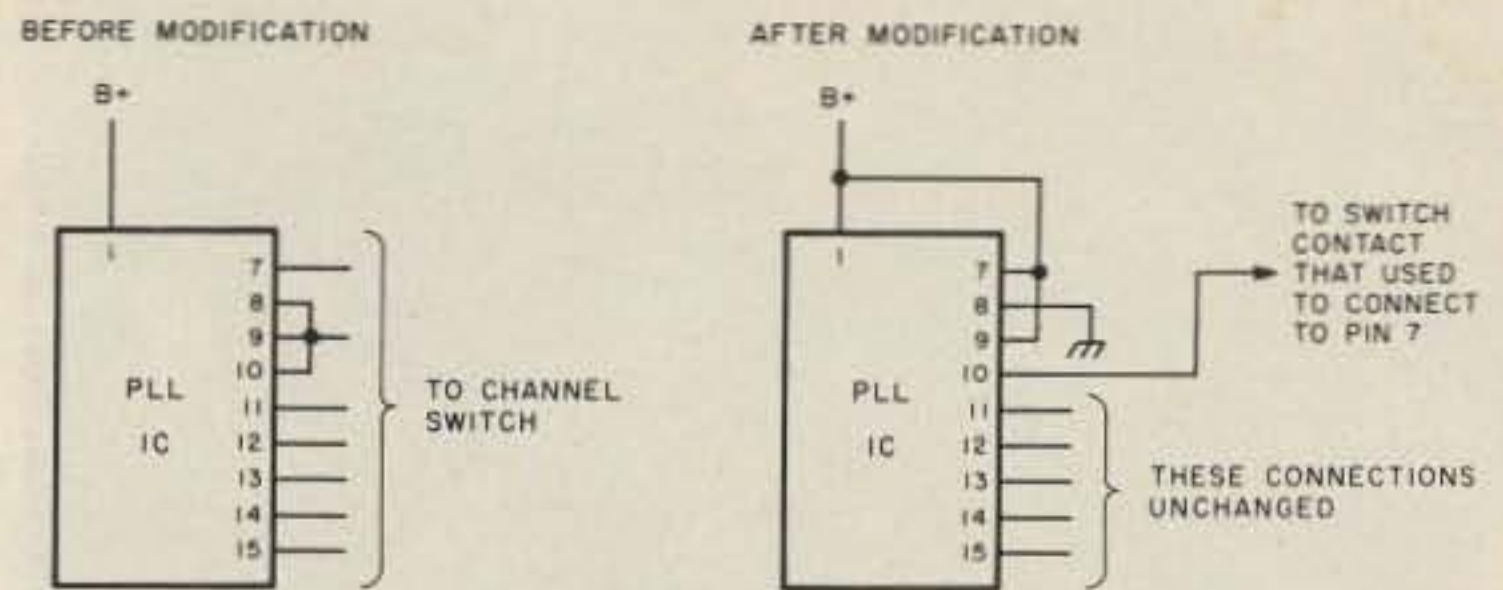 BEFORE MODIFICATION
B+
1
7
8
9
10
11
12
13
14
15
PLL
IC
TO CHANNEL
SWITCH
AFTER MODIFICATION
B+
1
7
8
9
10
11
12
13
14
15
PLL
IC
TO SWITCH
CONTACT
THAT USED
TO CONNECT
TO PIN 7
THESE CONNECTIONS
UNCHANGED